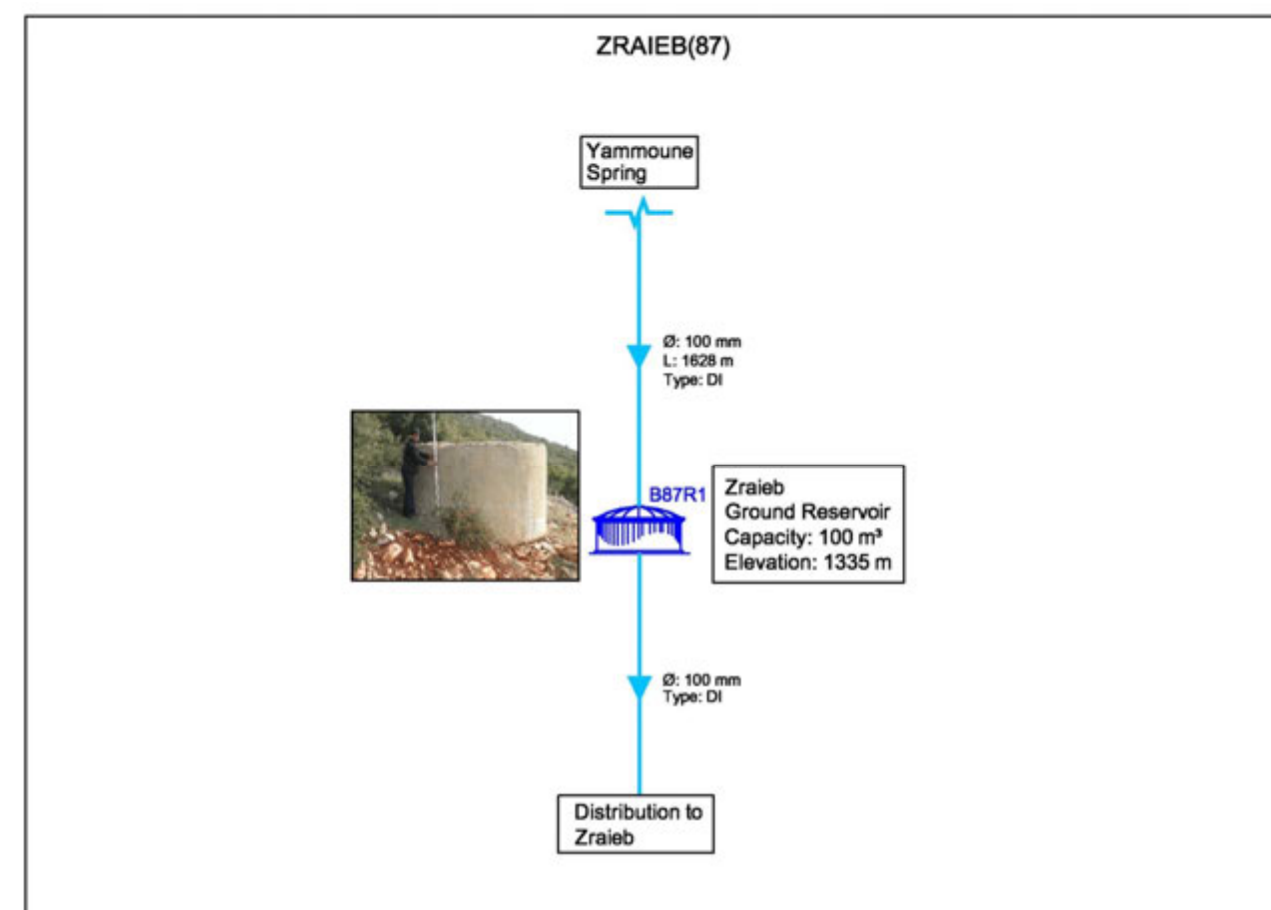 ZRAIEB(87)
Yammoune
Spring
Ø: 100 mm
L: 1628 m
Type: DI
B87R1
Zraieb
Ground Reservoir
Capacity: 100 m³
Elevation: 1335 m
Ø: 100 mm
Type: DI
Distribution to
Zraieb